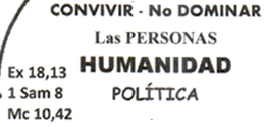 CONVIVIR - No DOMINAR
Las PERSONAS
HUMANIDAD
POLÍTICA
Ex 18,13
1 Sam 8
Mc 10,42